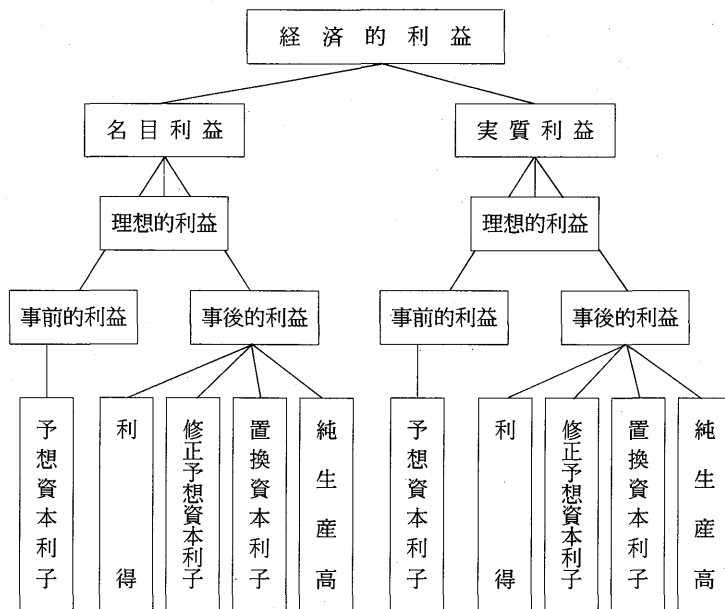 経済的利益
名目利益
実質利益
理想的利益
理想的利益
事前的利益
事後的利益
事前的利益
事後的利益
予想資本利子
利得
修正予想資本利子
置換資本利子
純生産高
予想資本利子
利得
修正予想資本利子
置換資本利子
純生産高